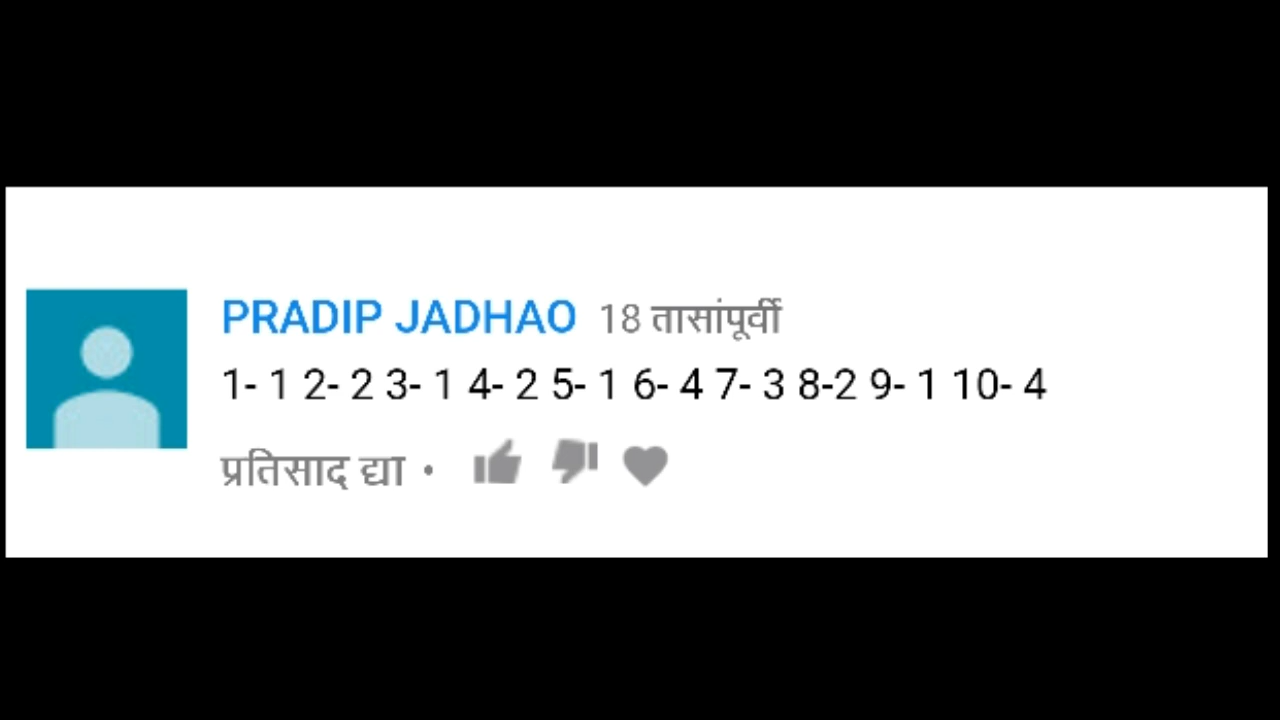 PRADIP JADHAO 18 तासांपूर्वी
1- 1 2- 2 3- 1 4- 2 5- 1 6- 4 7- 3 8-2 9- 1 10- 4
प्रतिसाद द्या •